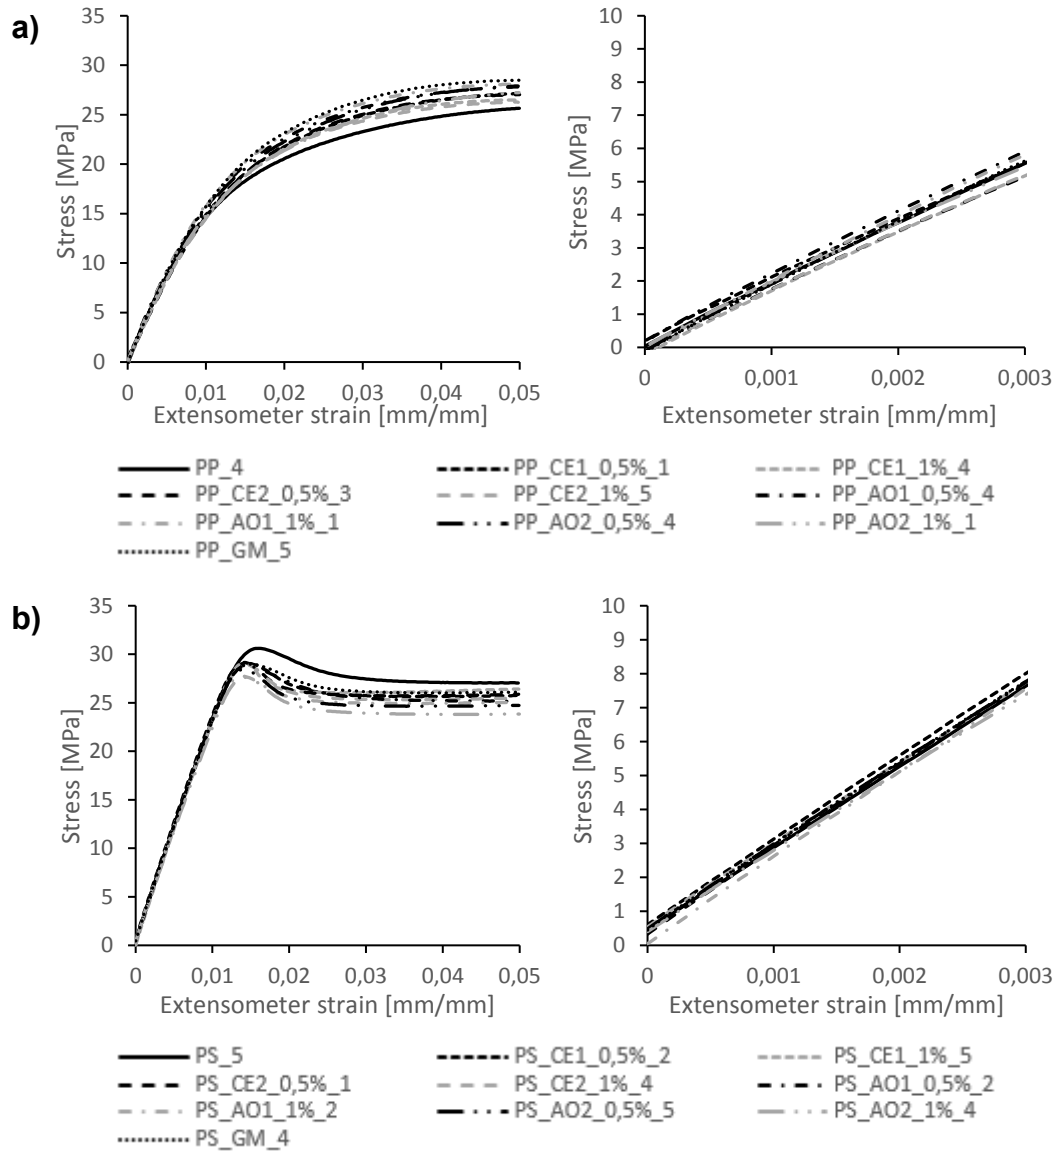 a)
35
30
25
20
15
10
5
0
Stress [MPa]
0 0,01 0,02 0,03 0,04 0,05
Extensometer strain [mm/mm]
10
9
8
7
6
5
4
3
2
1
0
Stress [MPa]
0 0,001 0,002 0,003
Extensometer strain [mm/mm]
PP_4 PP_CE1_0,5%_1 PP_CE1_1%_4
PP_CE2_0,5%_3 PP_CE2_1%_5 PP_AO1_0,5%_4
PP_AO1_1%_1 PP_AO2_0,5%_4 PP_AO2_1%_1
PP_GM_5
b)
35
30
25
20
15
10
5
0
Stress [MPa]
0 0,01 0,02 0,03 0,04 0,05
Extensometer strain [mm/mm]
10
9
8
7
6
5
4
3
2
1
0
Stress [MPa]
0 0,001 0,002 0,003
Extensometer strain [mm/mm]
PS_5 PS_CE1_0,5%_2 PS_CE1_1%_5
PS_CE2_0,5%_1 PS_CE2_1%_4 PS_AO1_0,5%_2
PS_AO1_1%_2 PS_AO2_0,5%_5 PS_AO2_1%_4
PS_GM_4